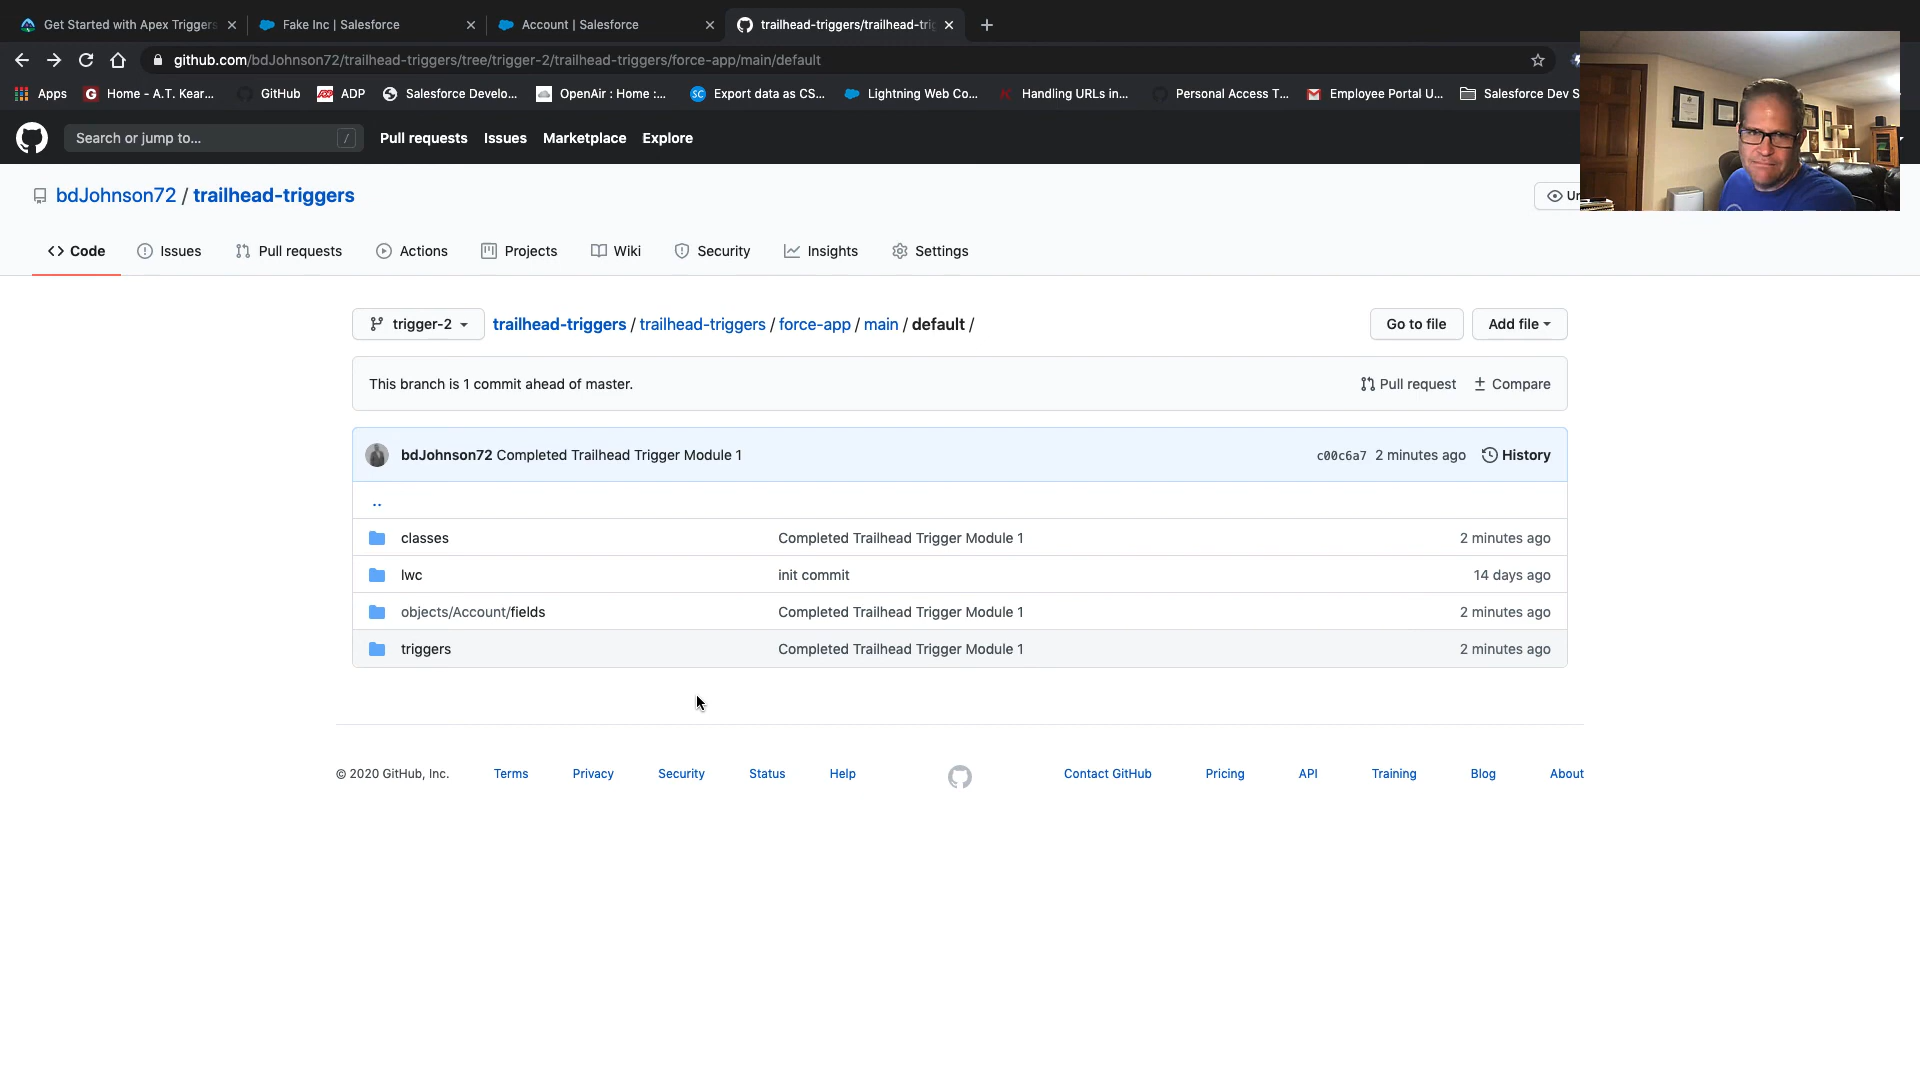 Get Started with Apex Triggers
Fake Inc | Salesforce
Account | Salesforce
trailhead-triggers/trailhead-tri
github.com/bdJohnson72/trailhead-triggers/tree/trigger-2/trailhead-triggers/force-app/main/default
Apps
Home - A.T. Kear...
GitHub
ADP
Salesforce Develo...
OpenAir : Home :...
Export data as CS...
Lightning Web Co...
Handling URLs in...
Personal Access T...
Employee Portal U...
Salesforce Dev S
Search or jump to...
/
Pull requests
Issues
Marketplace
Explore
bdJohnson72 / trailhead-triggers
Un
Code
Issues
Pull requests
Actions
Projects
Wiki
Security
Insights
Settings
trigger-2
trailhead-triggers / trailhead-triggers / force-app / main / default /
Go to file
Add file
This branch is 1 commit ahead of master.
Pull request
Compare
bdJohnson72 Completed Trailhead Trigger Module 1
c00c6a7 2 minutes ago
History
..
classes
Completed Trailhead Trigger Module 1
2 minutes ago
lwc
init commit
14 days ago
objects/Account/fields
Completed Trailhead Trigger Module 1
2 minutes ago
triggers
Completed Trailhead Trigger Module 1
2 minutes ago
© 2020 GitHub, Inc.
Terms
Privacy
Security
Status
Help
Contact GitHub
Pricing
API
Training
Blog
About